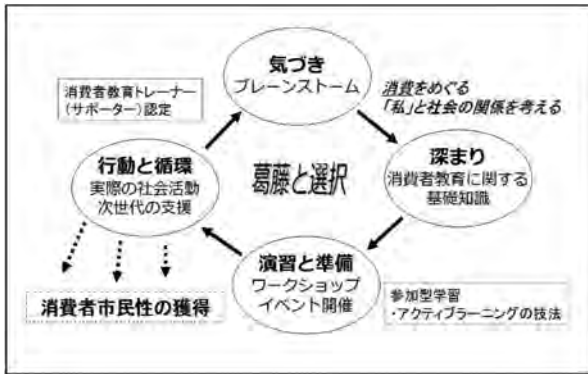 気づき
ブレーンストーム
消費者教育トレーナー
(サポーター)認定
消費をめぐる
「私」と社会の関係を考える
行動と循環
実際の社会活動
次世代の支援
葛藤と選択
深まり
消費者教育に関する
基礎知識
演習と準備
ワークショップ
イベント開催
消費者市民性の獲得
参加型学習
・アクティブラーニングの技法